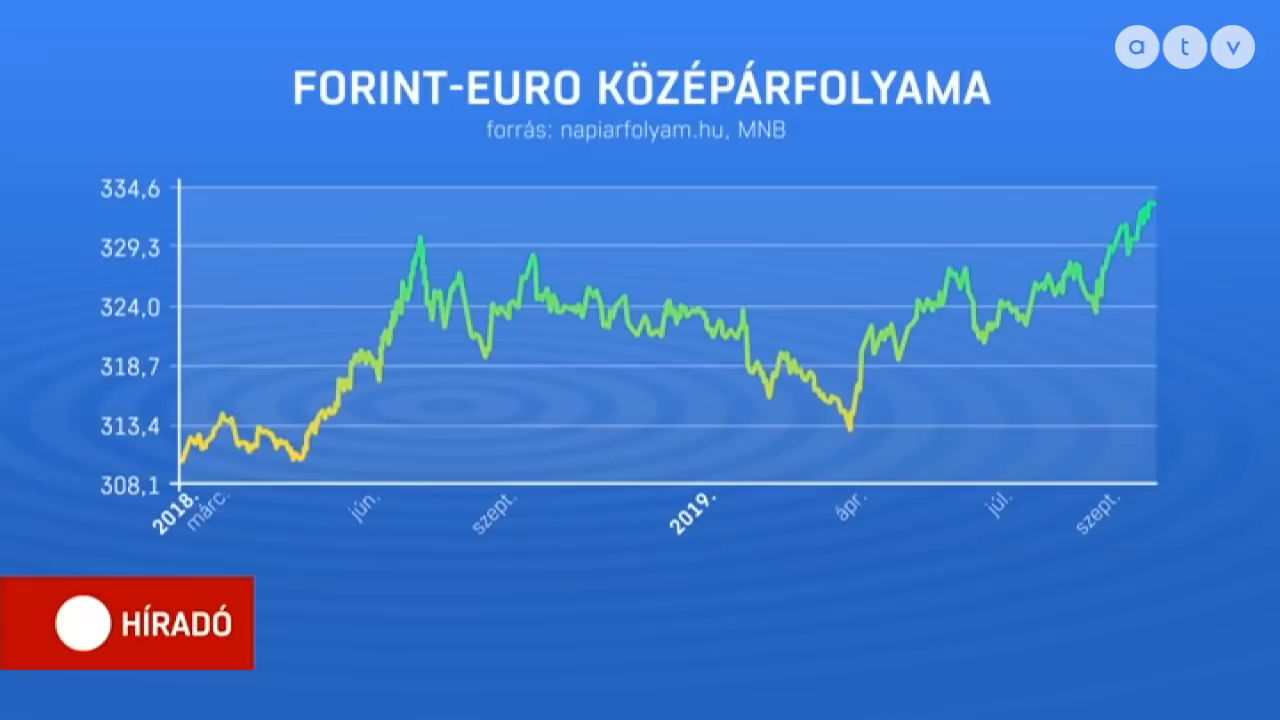 a t v
FORINT-EURO KÖZÉPÁRFOLYAMA
forrás: napiarfolyam.hu, MNB
334,6
329,3
324,0
318,7
313,4
308,1
2018. márc. jún. szept. 2019. ápr. júl. szept.
HÍRADÓ